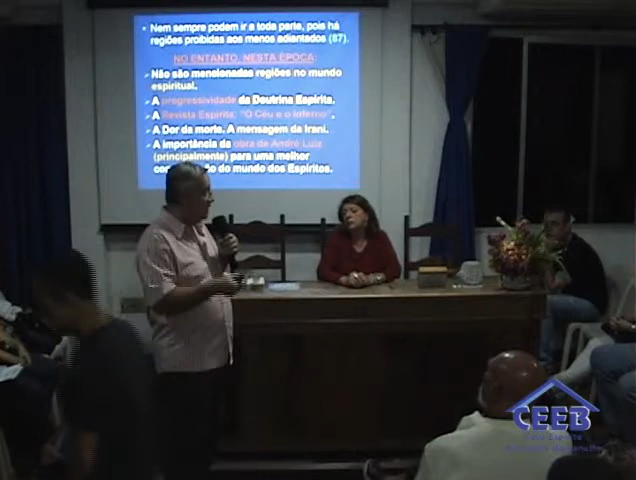 • Nem sempre podem ir a toda parte, pois há
regiões proibidas aos menos adiantados (87).
NO ENTANTO, NESTA ÉPOCA:
Não são mencionadas regiões no mundo
espiritual.
A progressividade da Doutrina Espírita.
A Revista Espírita: "O Céu e o Inferno".
A Dor da morte. A mensagem da Irani.
A importância da obra de André Luiz
(principalmente) para uma melhor
do mundo dos Espíritos.
CEEB
Casa Espírita